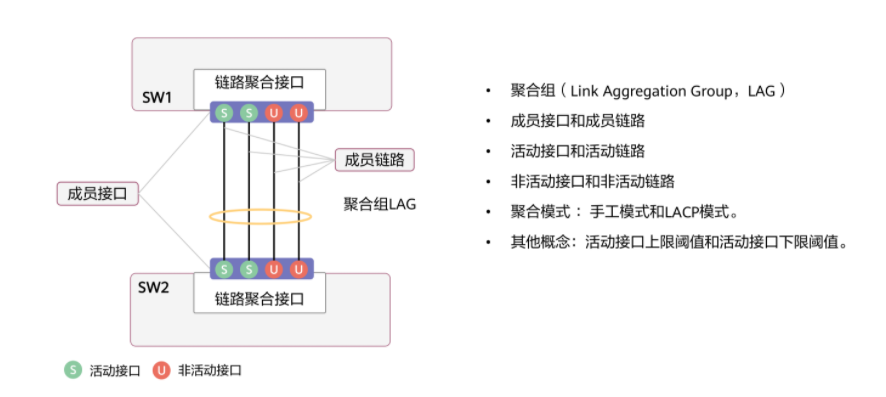 链路聚合接口
SW1
S S U U
成员链路
成员接口
聚合组LAG
S S U U
SW2
链路聚合接口
S 活动接口 U 非活动接口
• 聚合组（Link Aggregation Group，LAG）
• 成员接口和成员链路
• 活动接口和活动链路
• 非活动接口和非活动链路
• 聚合模式：手工模式和LACP模式。
• 其他概念：活动接口上限阈值和活动接口下限阈值。